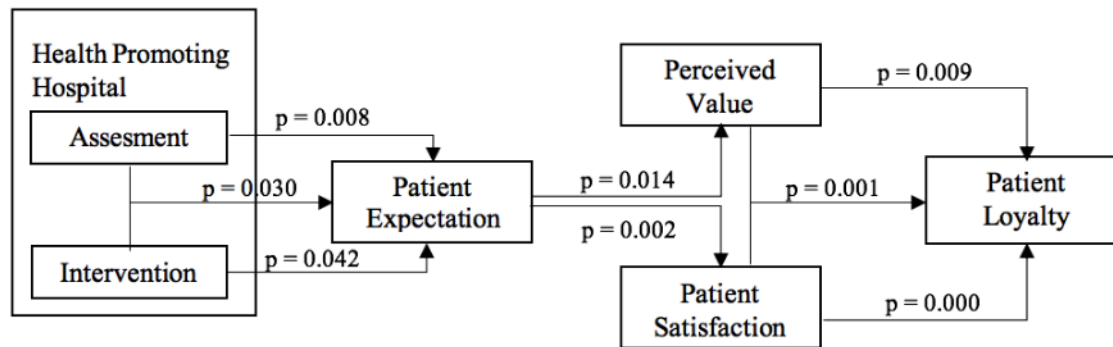 Health Promoting
Hospital
Assesment
Intervention
p = 0.008
p = 0.030
p = 0.042
Patient
Expectation
p = 0.014
p = 0.002
Perceived
Value
Patient
Satisfaction
p = 0.009
p = 0.001
p = 0.000
Patient
Loyalty